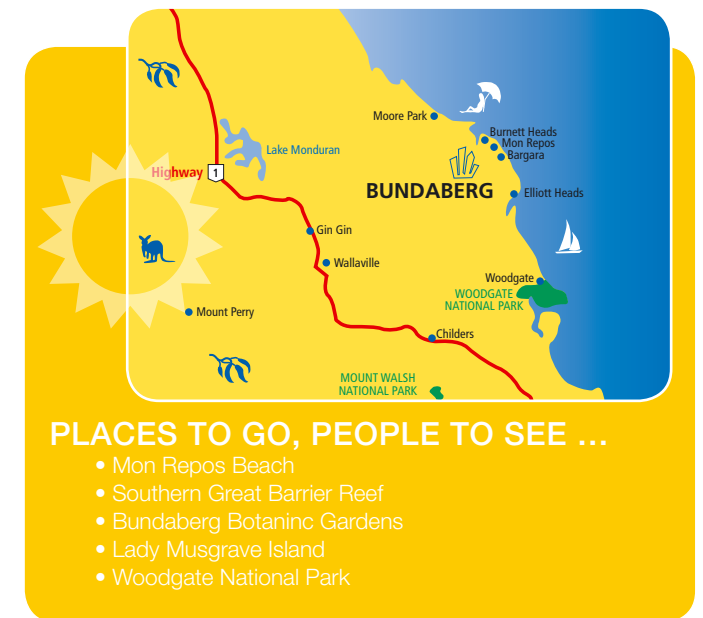 Moore Park
Burnett Heads
Mon Repos
Bargara
Lake Monduran
Highway 1
BUNDABERG
Elliott Heads
Gin Gin
Wallaville
Woodgate
WOODGATE
NATIONAL PARK
Mount Perry
Childers
MOUNT WALSH
NATIONAL PARK
PLACES TO GO, PEOPLE TO SEE ...
• Mon Repos Beach
• Southern Great Barrier Reef
• Bundaberg Botaninc Gardens
• Lady Musgrave Island
• Woodgate National Park